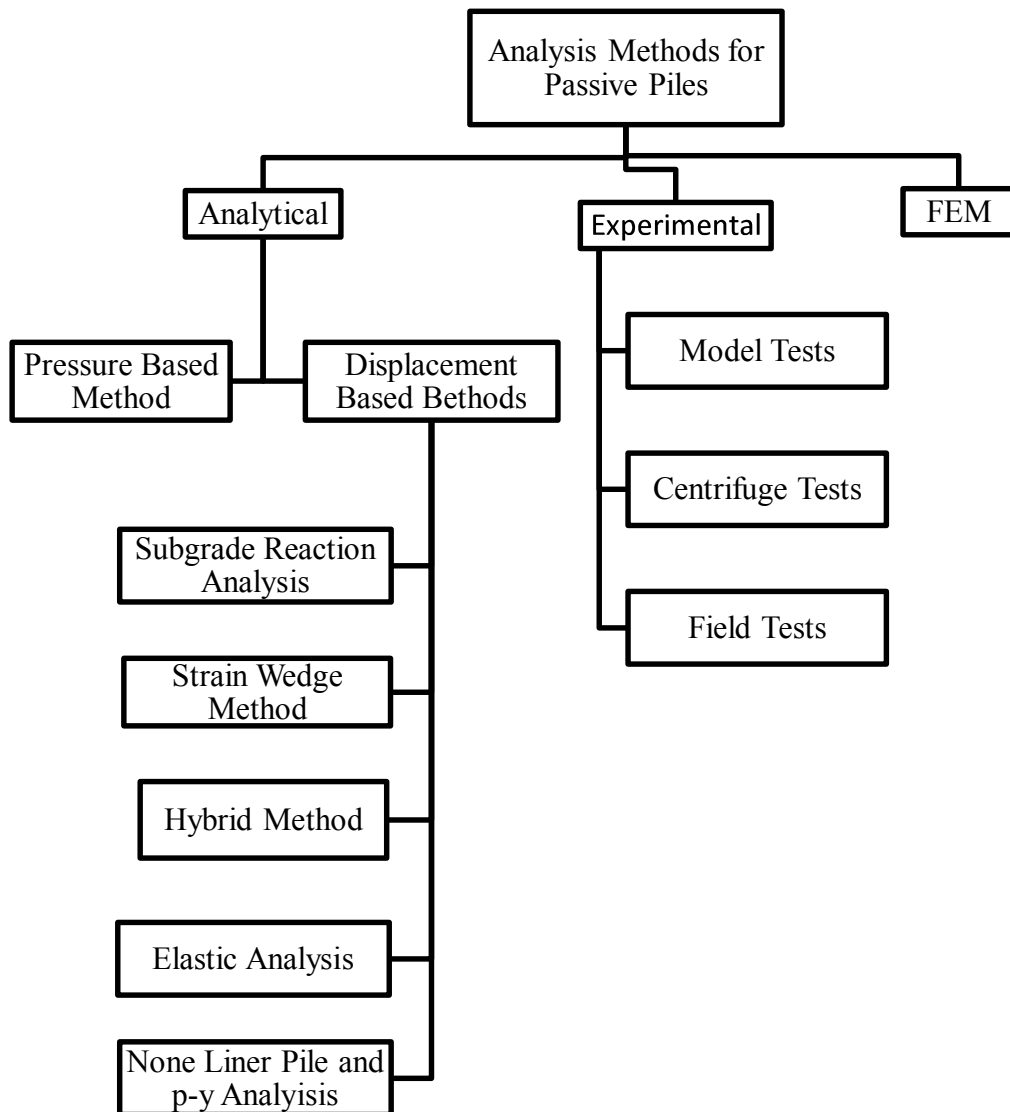 Analysis Methods for
Passive Piles
Analytical
Experimental
FEM
Pressure Based
Method
Displacement
Based Bethods
Model Tests
Centrifuge Tests
Field Tests
Subgrade Reaction
Analysis
Strain Wedge
Method
Hybrid Method
Elastic Analysis
None Liner Pile and
p-y Analyisis